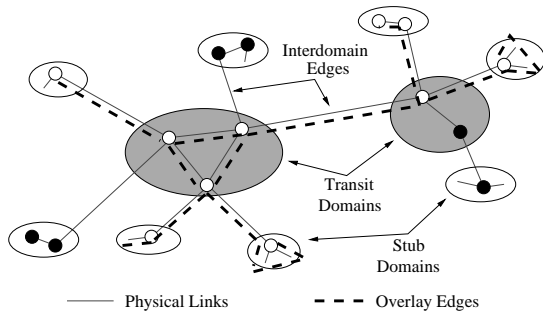 Interdomain
Edges
Transit
Domains
Stub
Domains
Physical Links
Overlay Edges